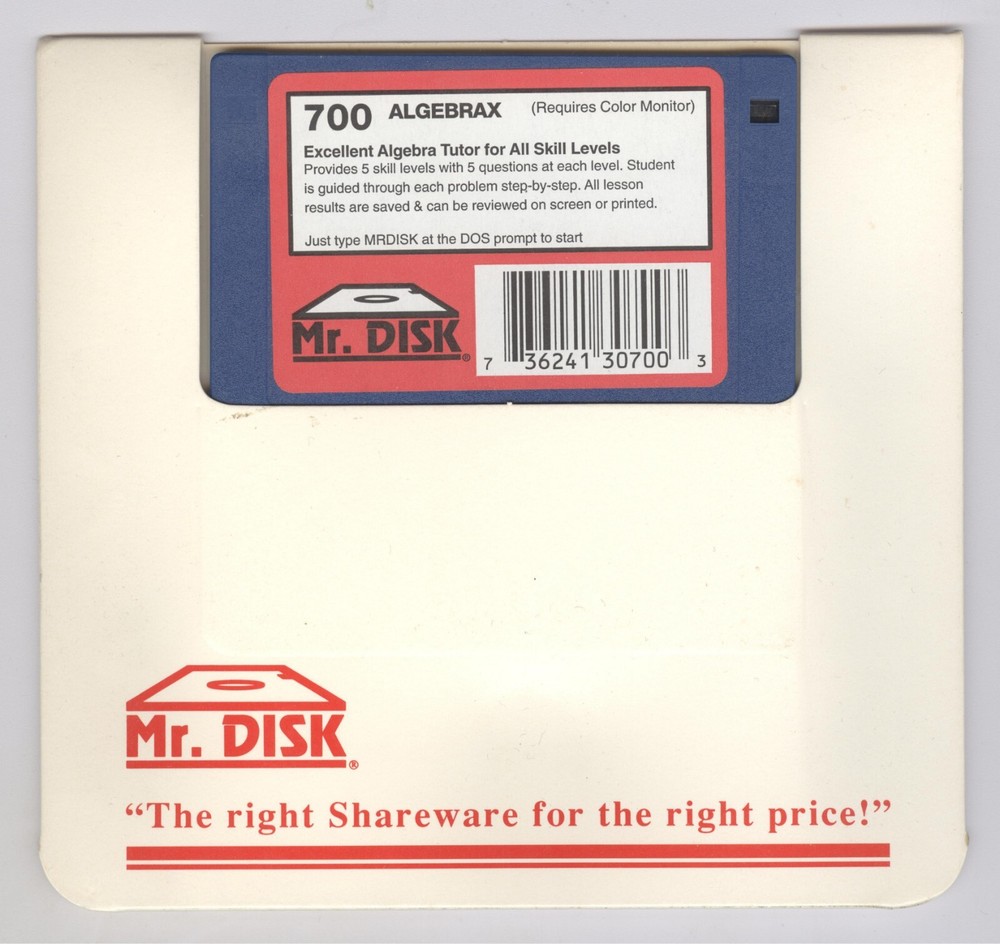 700 ALGEBRAX (Requires Color Monitor)
Excellent Algebra Tutor for All Skill Levels
Provides 5 skill levels with 5 questions at each level. Student
is guided through each problem step-by-step. All lesson
results are saved & can be reviewed on screen or printed.
Just type MRDISK at the DOS prompt to start
Mr. DISK®
7 36241 30700 3
Mr. DISK®
“The right Shareware for the right price!”